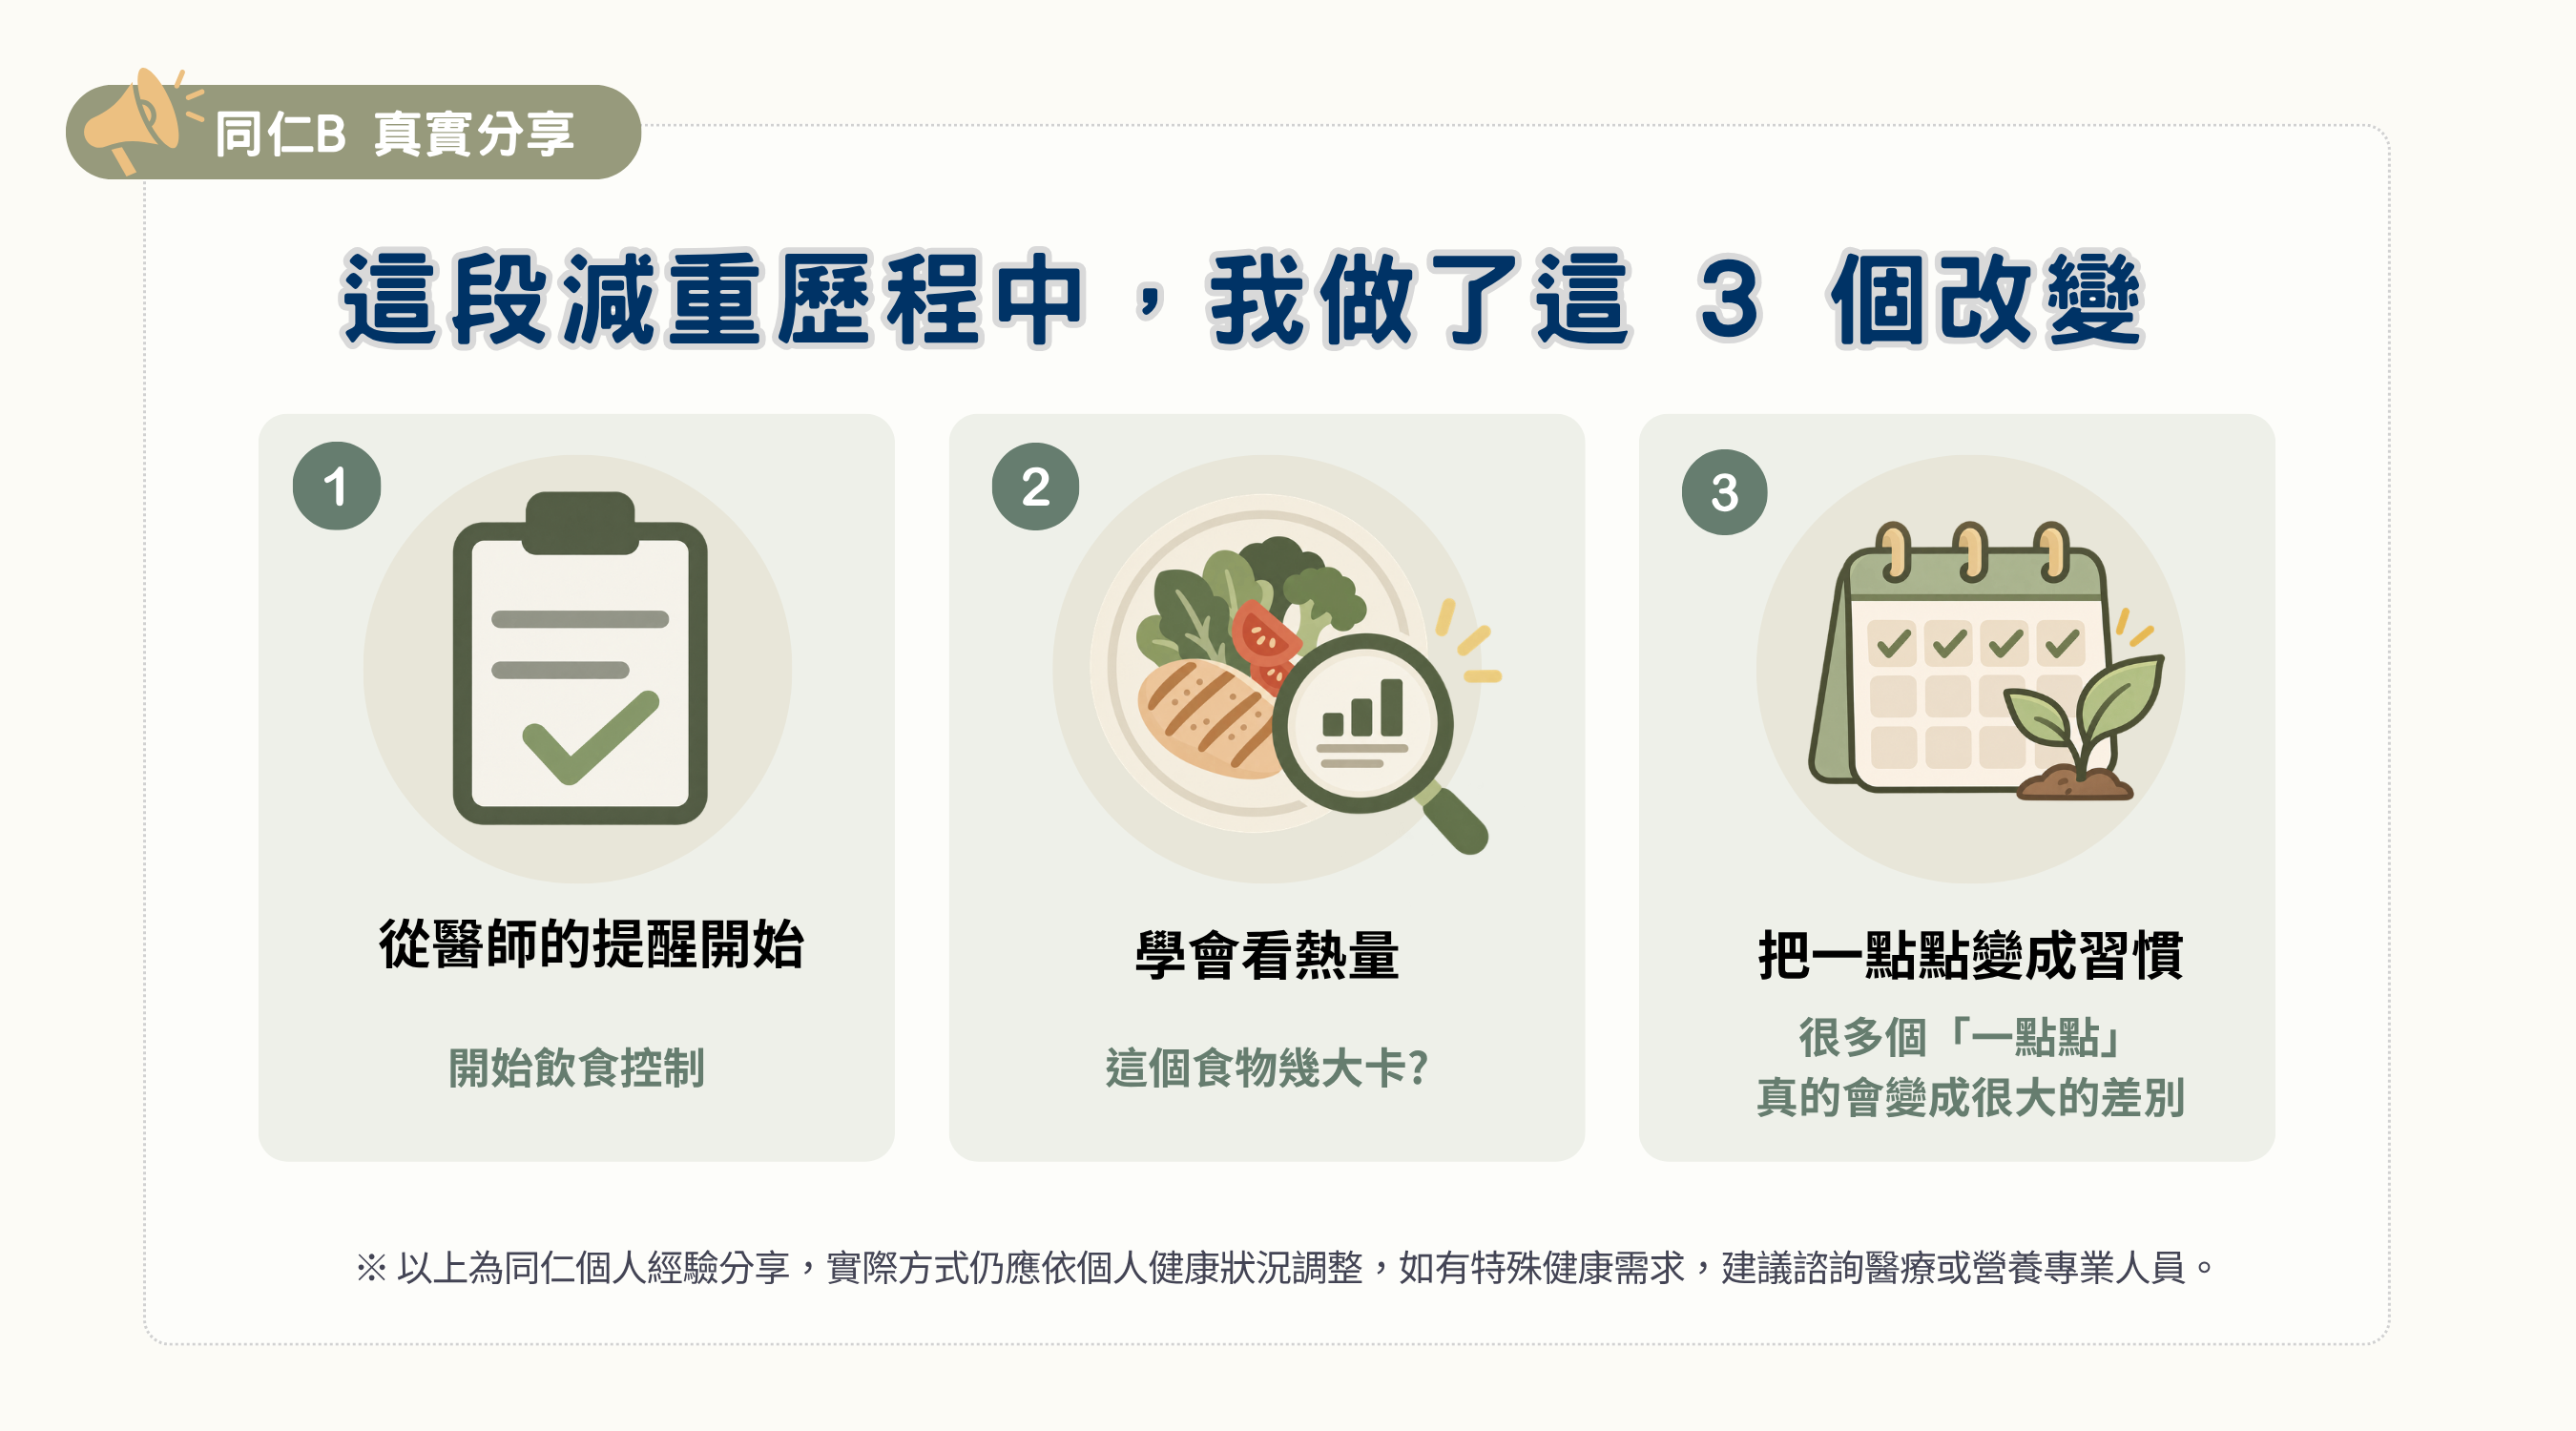 同仁B 真實分享
這段減重歷程中，我做了這 3 個改變
1
從醫師的提醒開始
開始飲食控制
2
學會看熱量
這個食物幾大卡?
3
把一點點變成習慣
很多個「一點點」
真的會變成很大的差別
※ 以上為同仁個人經驗分享，實際方式仍應依個人健康狀況調整，如有特殊健康需求，建議諮詢醫療或營養專業人員。